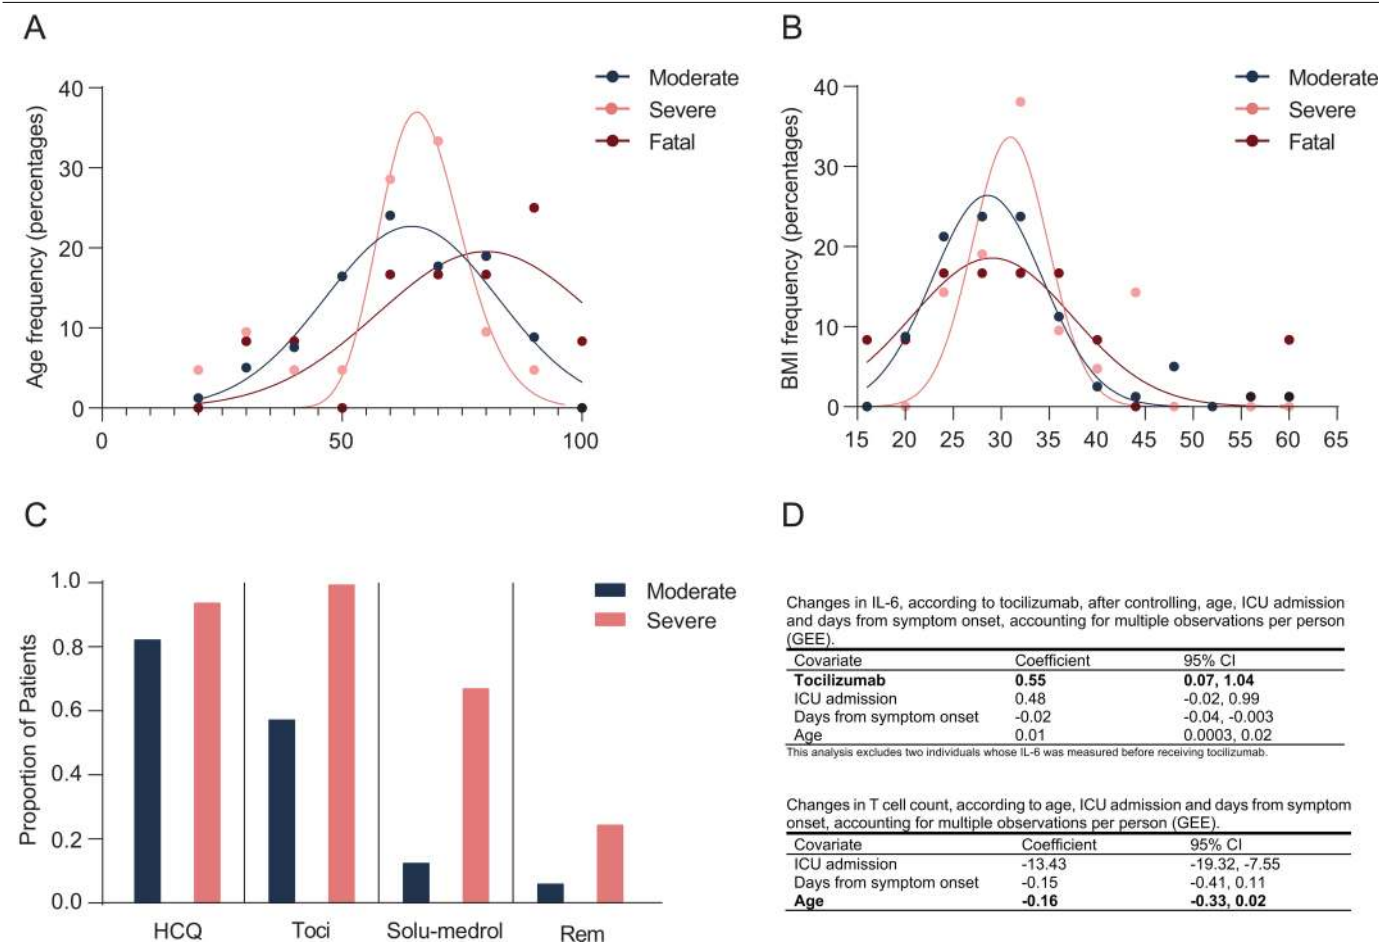 A
Moderate
Severe
Fatal
Age frequency (percentages)
40
30
20
10
0
0 50 100
B
Moderate
Severe
Fatal
BMI frequency (percentages)
40
30
20
10
0
15 20 25 30 35 40 45 50 55 60 65
C
Moderate
Severe
Proportion of Patients
1.0
0.8
0.6
0.4
0.2
0.0
HCQ Toci Solu-medrol Rem
D
Changes in IL-6, according to tocilizumab, after controlling, age, ICU admission
and days from symptom onset, accounting for multiple observations per person
(GEE).
Covariate Coefficient 95% CI
Tocilizumab 0.55 0.07, 1.04
ICU admission 0.48 -0.02, 0.99
Days from symptom onset -0.02 -0.04, -0.003
Age 0.01 0.0003, 0.02
This analysis excludes two individuals whose IL-6 was measured before receiving tocilizumab.
Changes in T cell count, according to age, ICU admission and days from symptom
onset, accounting for multiple observations per person (GEE).
Covariate Coefficient 95% CI
ICU admission -13.43 -19.32, -7.55
Days from symptom onset -0.15 -0.41, 0.11
Age -0.16 -0.33, 0.02